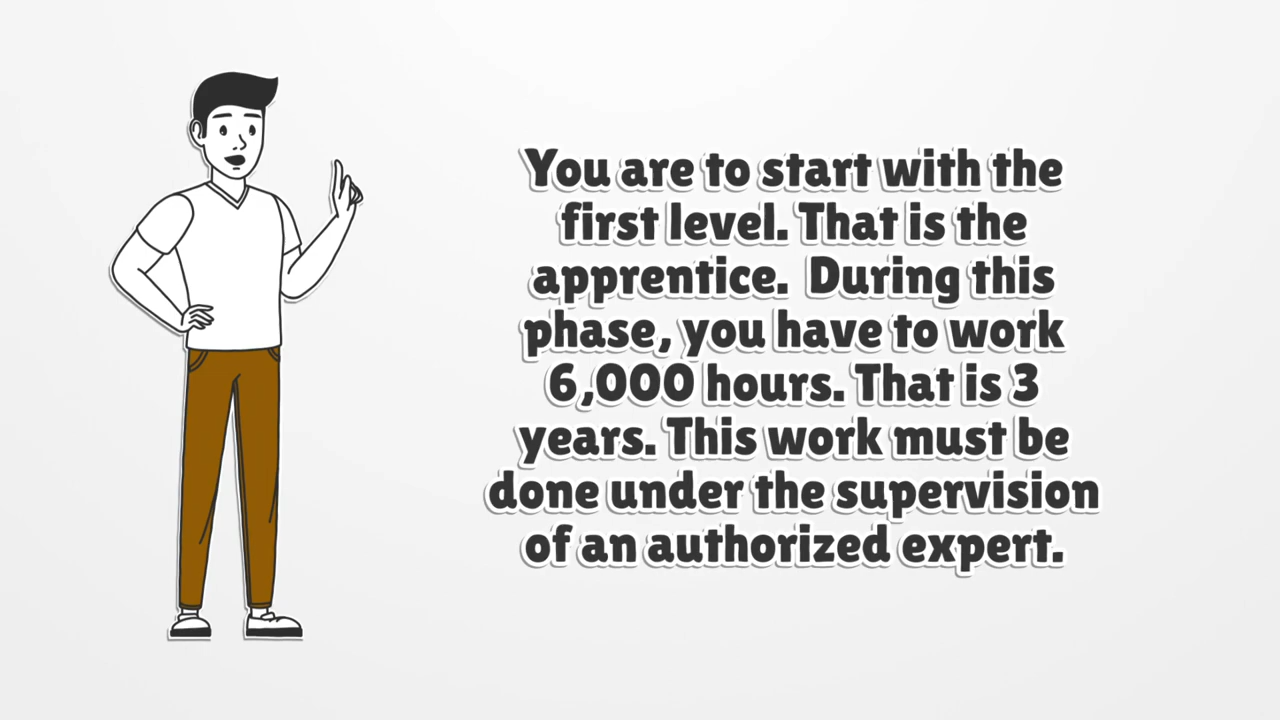 You are to start with the
first level. That is the
apprentice.  During this
phase, you have to work
6,000 hours. That is 3
years. This work must be
done under the supervision
of an authorized expert.